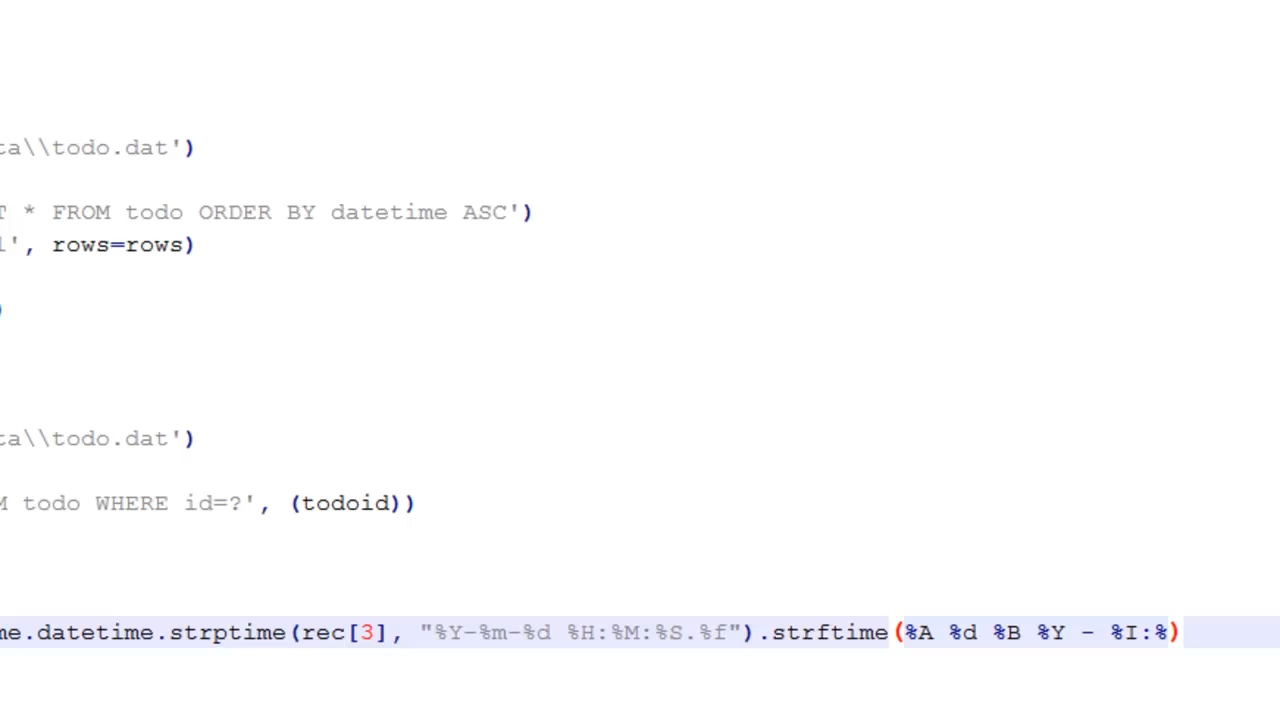 ta\\todo.dat')
T * FROM todo ORDER BY datetime ASC')
l', rows=rows)
)
ta\\todo.dat')
M todo WHERE id=?', (todoid))
me.datetime.strptime(rec[3], "%Y-%m-%d %H:%M:%S.%f").strftime(%A %d %B %Y - %I:%)